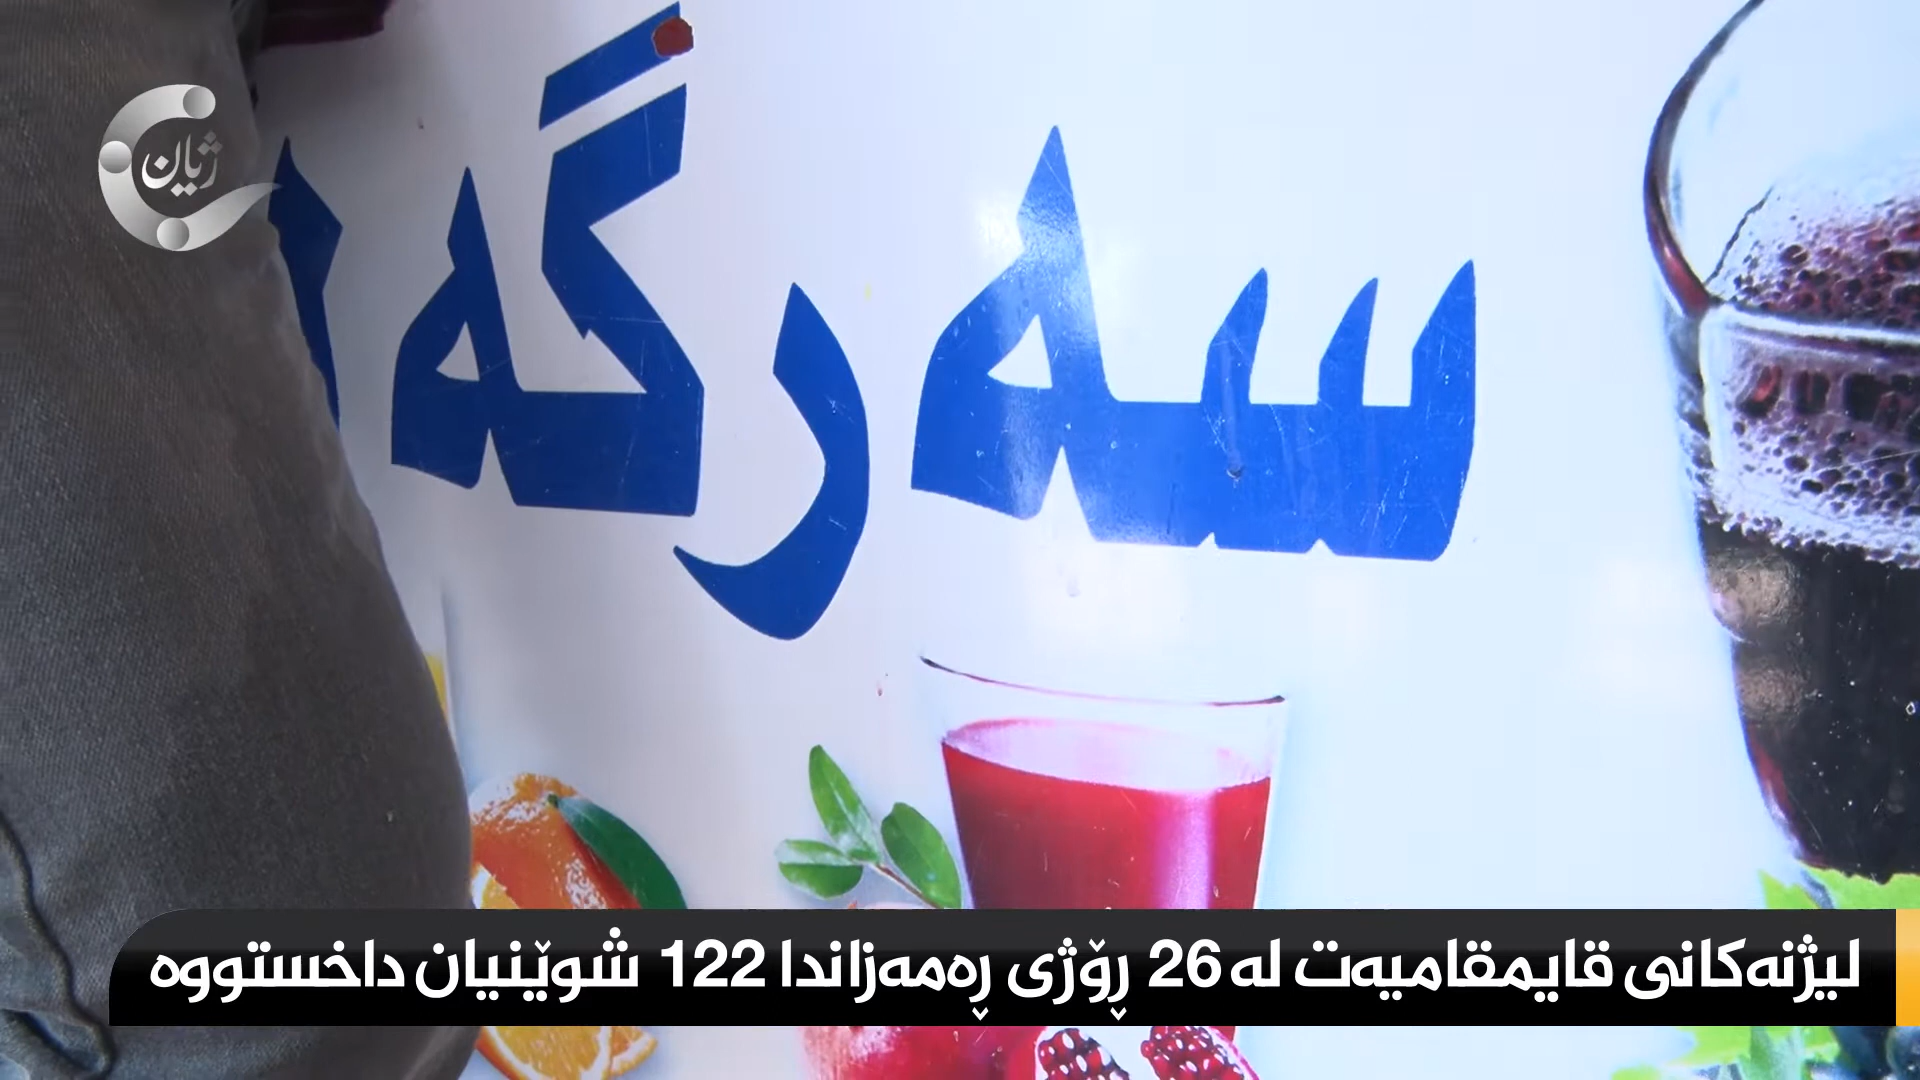 ژیان
سەرگە
لیژنەکانی قایمقامیەت لە 26 ڕۆژی ڕەمەزاندا 122 شوێنیان داخستووە